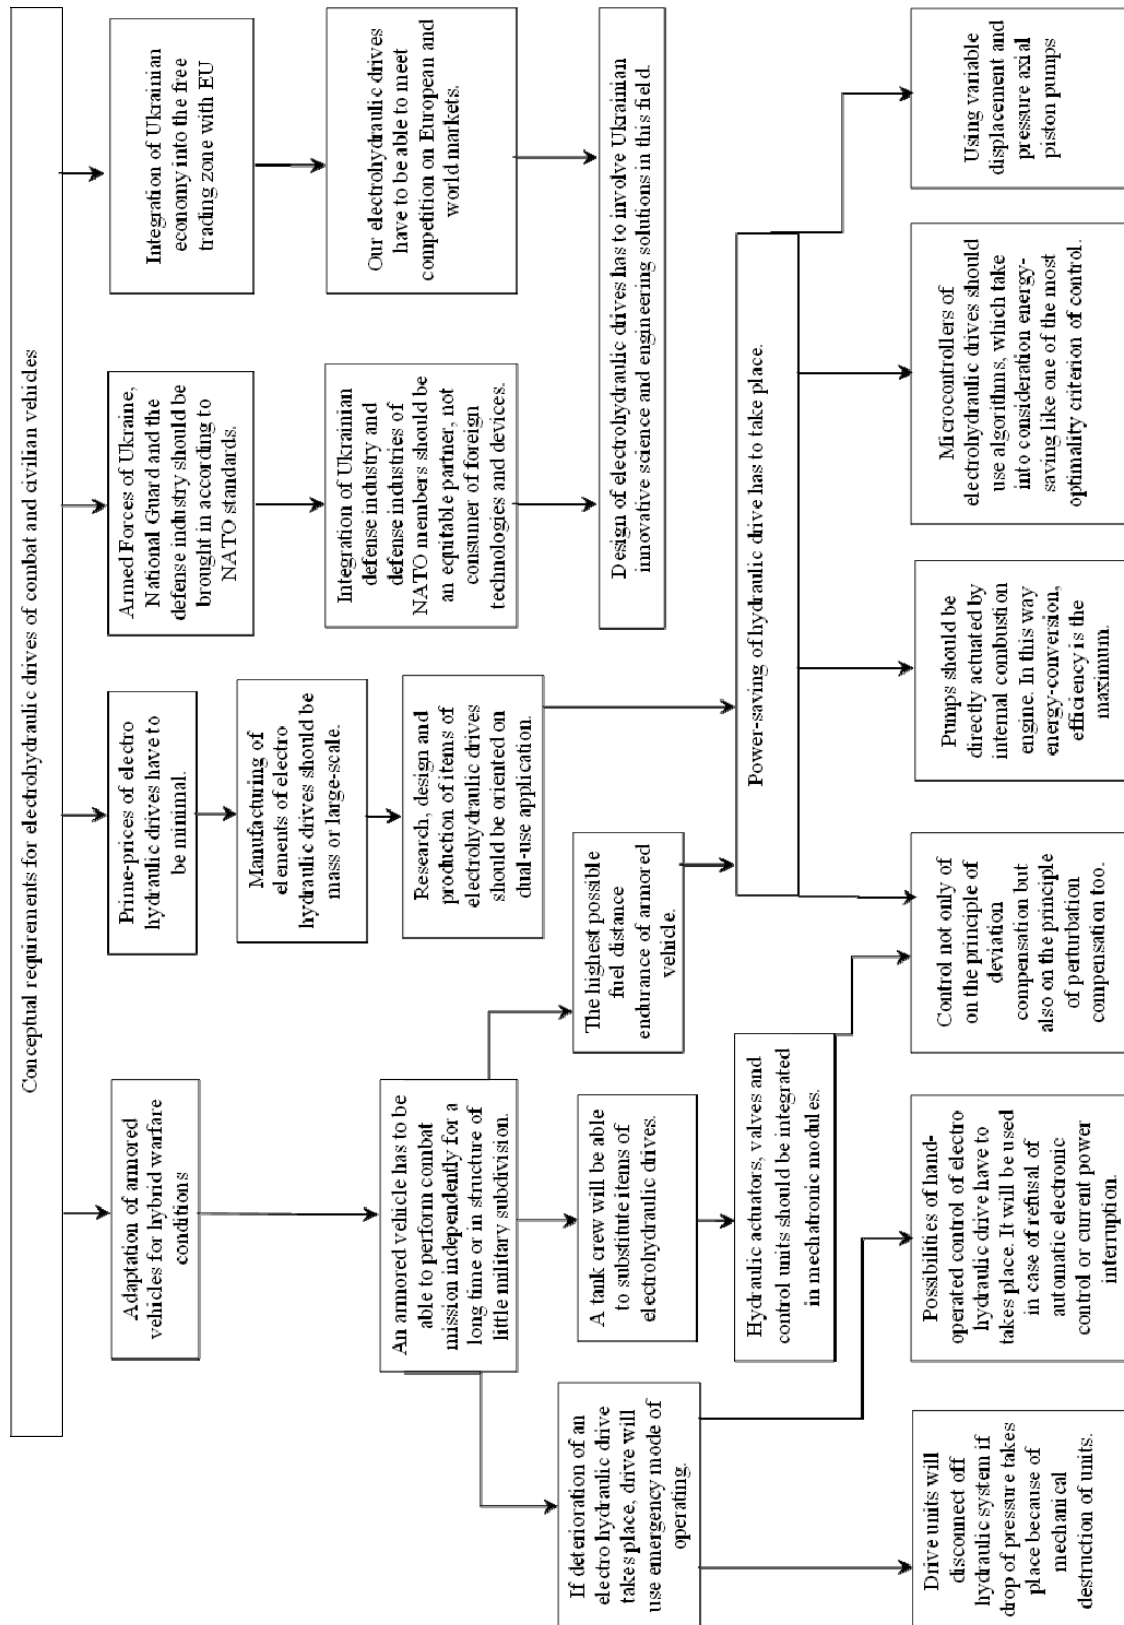 Conceptual requirements for electrohydraulic drives of combat and civilian vehicles
Adaptation of armored
vehicles for hybrid warfare
conditions
Prime-prices of electro
hydraulic drives have to
be minimal.
Armed Forces of Ukraine,
National Guard and the
defense industry should be
brought in according to
NATO standards.
Integration of Ukrainian
economy into the free
trading zone with EU
Manufacturing of
elements of electro
hydraulic drives should be
mass or large-scale.
An armored vehicle has to be
able to perform combat
mission independently for a
long time or in structure of
little military subdivision.
Research, design and
production of items of
electrohydraulic drives
should be oriented on
dual-use application.
Integration of Ukrainian
defense industry and
defense industries of
NATO members should be
an equitable partner, not
consumer of foreign
technologies and devices.
Our electrohydraulic drives
have to be able to meet
competition on European and
world markets.
If deterioration of an
electro hydraulic drive
takes place, drive will
use emergency mode of
operating.
A tank crew will be able
to substitute items of
electrohydraulic drives.
The highest possible
fuel distance
endurance of armored
vehicle.
Design of electrohydraulic drives has to involve Ukrainian
innovative science and engineering solutions in this field.
Hydraulic actuators, valves and
control units should be integrated
in mechatronic modules.
Power-saving of hydraulic drive has to take place.
Drive units will
disconnect off
hydraulic system if
drop of pressure takes
place because of
mechanical
destruction of units.
Possibilities of hand-
operated control of electro
hydraulic drive have to
takes place. It will be used
in case of refusal of
automatic electronic
control or current power
interruption.
Control not only of
on the principle of
deviation
compensation but
also on the principle
of perturbation
compensation too.
Pumps should be
directly actuated by
internal combustion
engine. In this way
energy-conversion,
efficiency is the
maximum.
Microcontrollers of
electrohydraulic drives should
use algorithms, which take
into consideration energy-
saving like one of the most
optimality criterion of control.
Using variable
displacement and
pressure axial
piston pumps